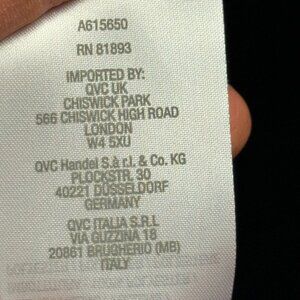 A615650
RN 81893
IMPORTED BY:
QVC UK
CHISWICK PARK
566 CHISWICK HIGH ROAD
LONDON
W4 5XU
QVC Handel S.à r.l. & Co. KG
PLOCKSTR. 30
40221 DÜSSELDORF
GERMANY
QVC ITALIA S.R.L
VIA GUZZINA 18
20861 BRUGHERIO (MB)
ITALY